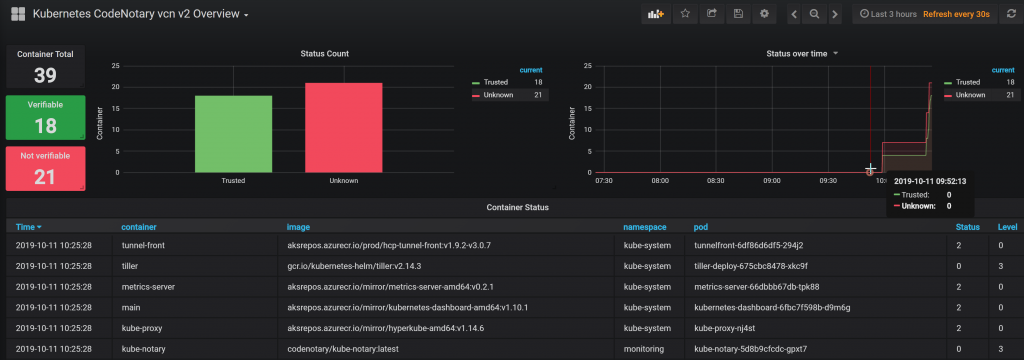 Kubernetes CodeNotary vcn v2 Overview
Last 3 hours Refresh every 30s
Container Total
39
Verifiable
18
Not verifiable
21
Status Count
25
20
15
10
5
0
Container
Trusted Unknown
current
Trusted 18
Unknown 21
Status over time
25
20
15
10
5
0
Container
07:30 08:00 08:30 09:00 09:30
current
Trusted 18
Unknown 21
2019-10-11 09:52:13
Trusted: 0
Unknown: 0
Container Status
Time container image namespace pod Status Level
2019-10-11 10:25:28 tunnel-front aksrepos.azurecr.io/prod/hcp-tunnel-front:v1.9.2-v3.0.7 kube-system tunnelfront-6df86d6df5-294j2 2 0
2019-10-11 10:25:28 tiller gcr.io/kubernetes-helm/tiller:v2.14.3 kube-system tiller-deploy-675cbc8478-xkc9f 0 3
2019-10-11 10:25:28 metrics-server aksrepos.azurecr.io/mirror/metrics-server-amd64:v0.2.1 kube-system metrics-server-66dbbb67db-tpk88 2 0
2019-10-11 10:25:28 main aksrepos.azurecr.io/mirror/kubernetes-dashboard-amd64:v1.10.1 kube-system kubernetes-dashboard-6fbc7f598b-d9m6g 2 0
2019-10-11 10:25:28 kube-proxy aksrepos.azurecr.io/mirror/hyperkube-amd64:v1.14.6 kube-system kube-proxy-nj4st 2 0
2019-10-11 10:25:28 kube-notary codenotary/kube-notary:latest monitoring kube-notary-5d8b9cfcdc-gpxt7 0 3